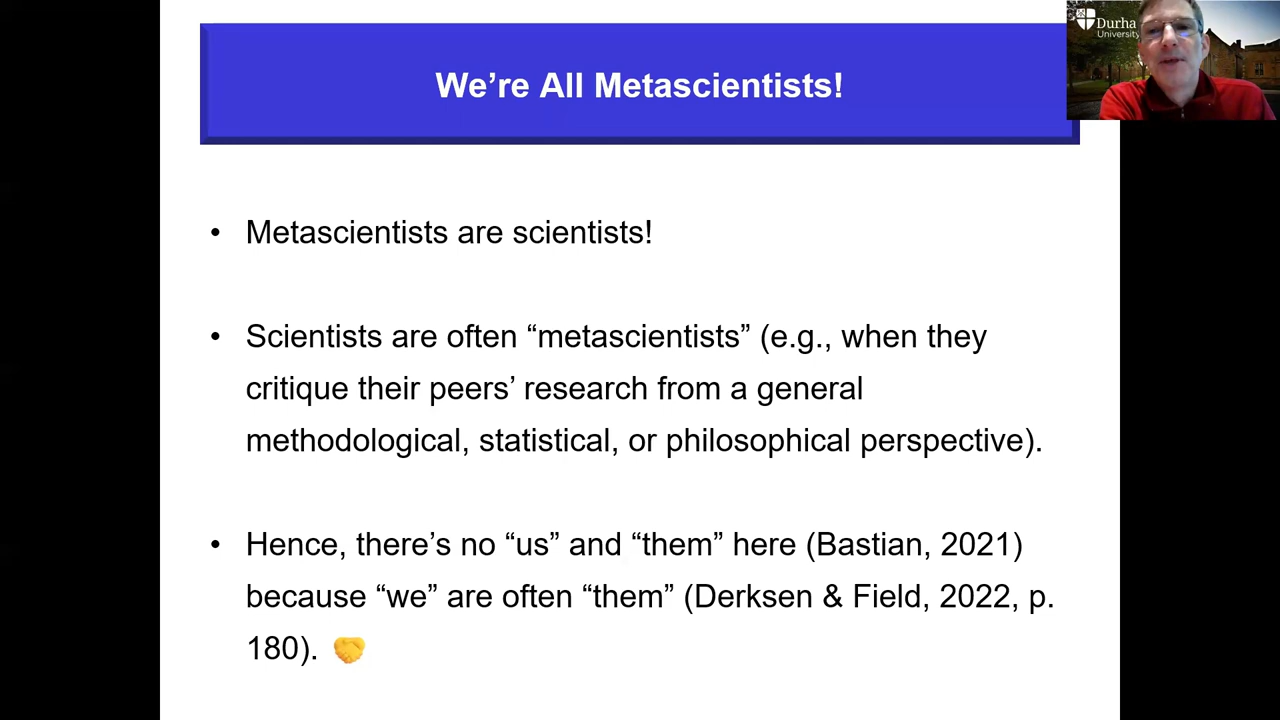 We’re All Metascientists!
Durha
University
• Metascientists are scientists!
• Scientists are often “metascientists” (e.g., when they
critique their peers’ research from a general
methodological, statistical, or philosophical perspective).
• Hence, there’s no “us” and “them” here (Bastian, 2021)
because “we” are often “them” (Derksen & Field, 2022, p.
180).